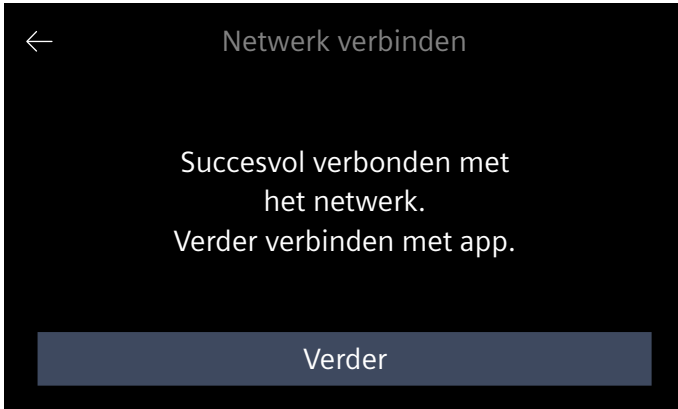 Netwerk verbinden
Succesvol verbonden met
het netwerk.
Verder verbinden met app.
Verder